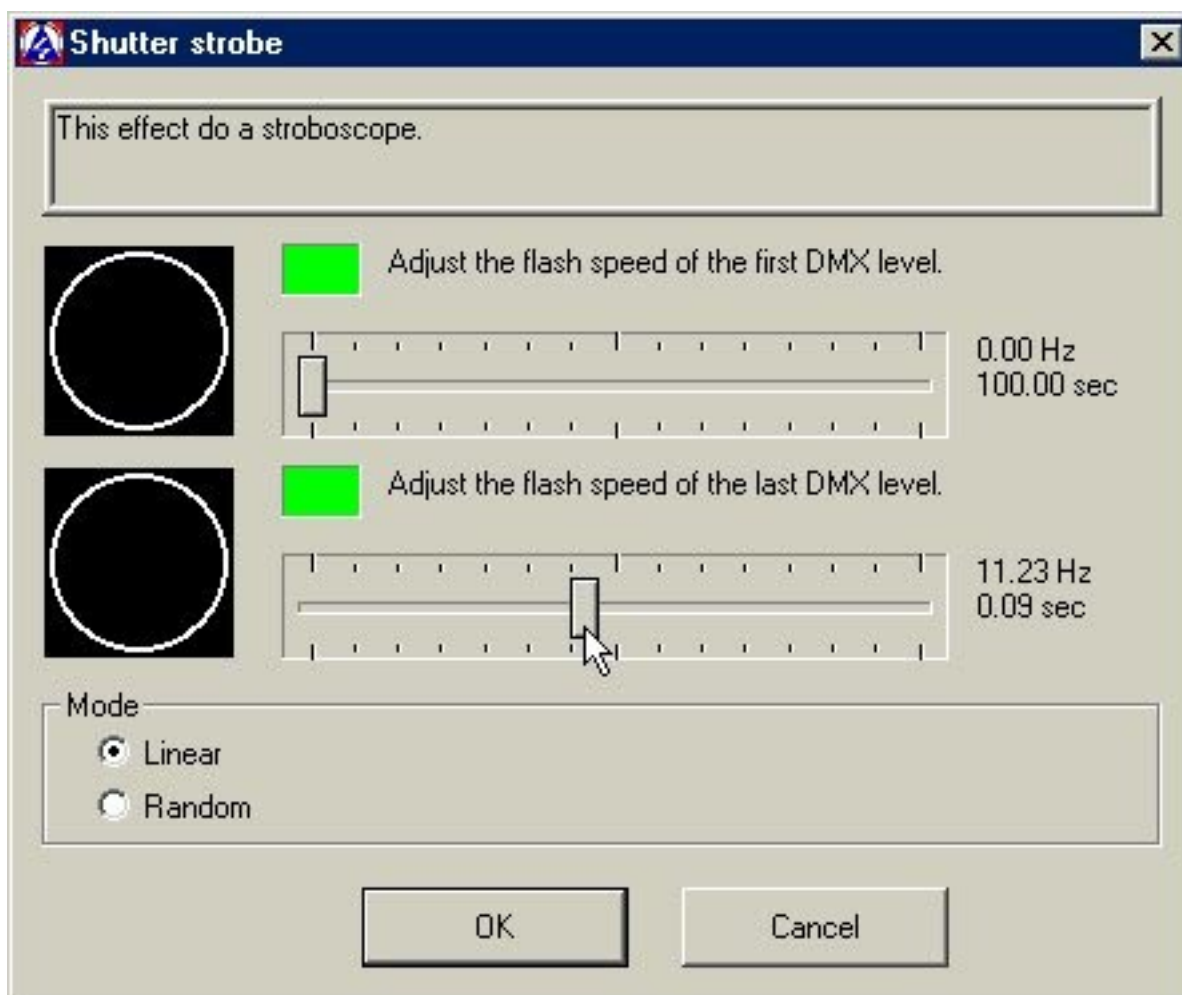 Shutter strobe
This effect do a stroboscope.
Adjust the flash speed of the first DMX level.
0.00 Hz
100.00 sec
Adjust the flash speed of the last DMX level.
11.23 Hz
0.09 sec
Mode
Linear
Random
OK
Cancel